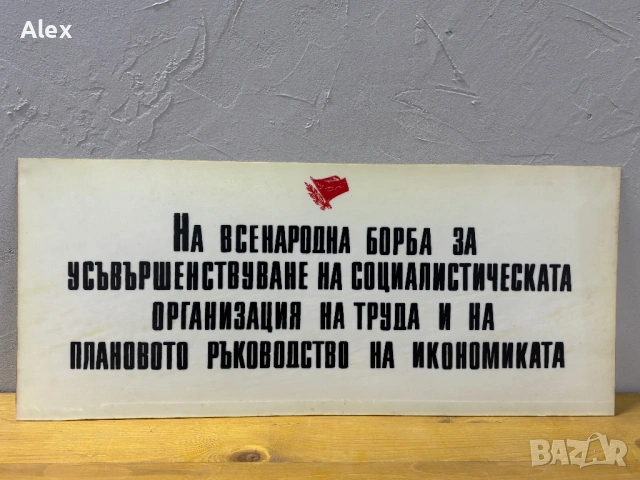 Alex
НА ВСЕНАРОДНА БОРБА ЗА
УСЪВЪРШЕНСТВУВАНЕ НА СОЦИАЛИСТИЧЕСКАТА
ОРГАНИЗАЦИЯ НА ТРУДА И НА
ПЛАНОВОТО РЪКОВОДСТВО НА ИКОНОМИКАТА
BAZAR